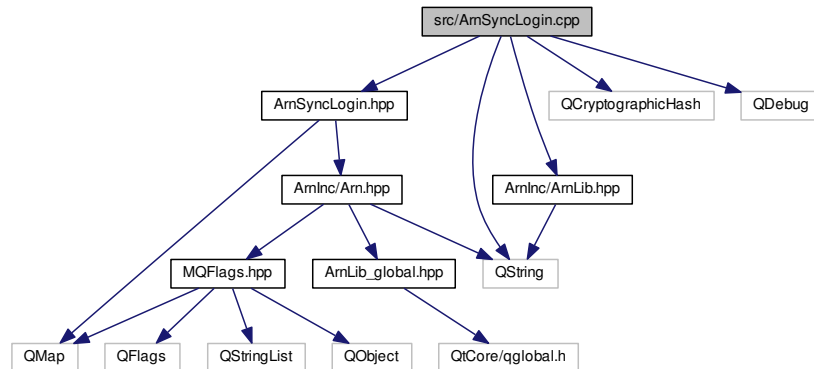 src/ArnSyncLogin.cpp
ArnSyncLogin.hpp
QCryptographicHash
QDebug
ArnInc/Arn.hpp
ArnInc/ArnLib.hpp
MQFlags.hpp
ArnLib_global.hpp
QString
QMap
QFlags
QStringList
QObject
QtCore/qglobal.h